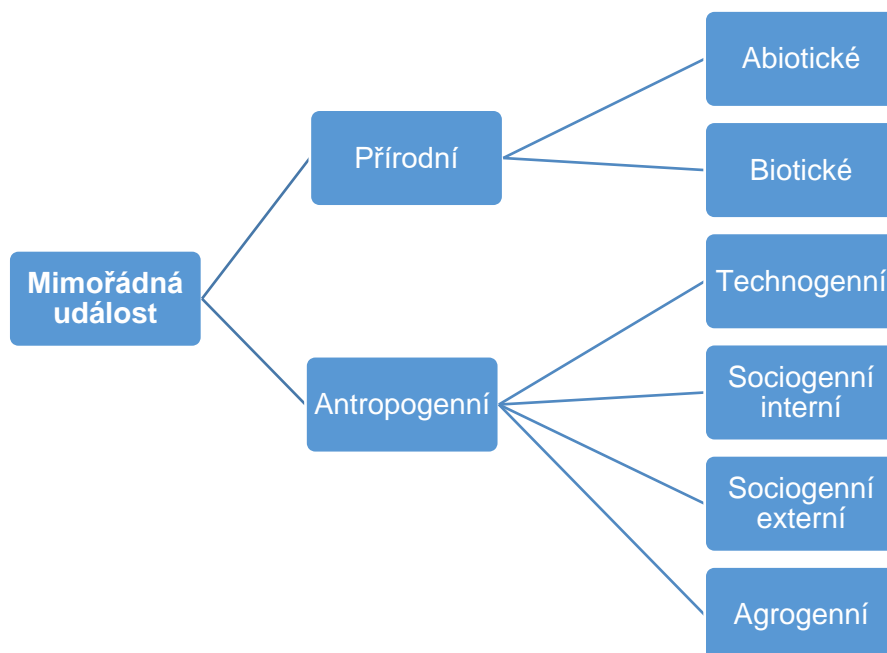 Mimořádná
událost
Přírodní
Abiotické
Biotické
Antropogenní
Technogenní
Sociogenní
interní
Sociogenní
externí
Agrogenní